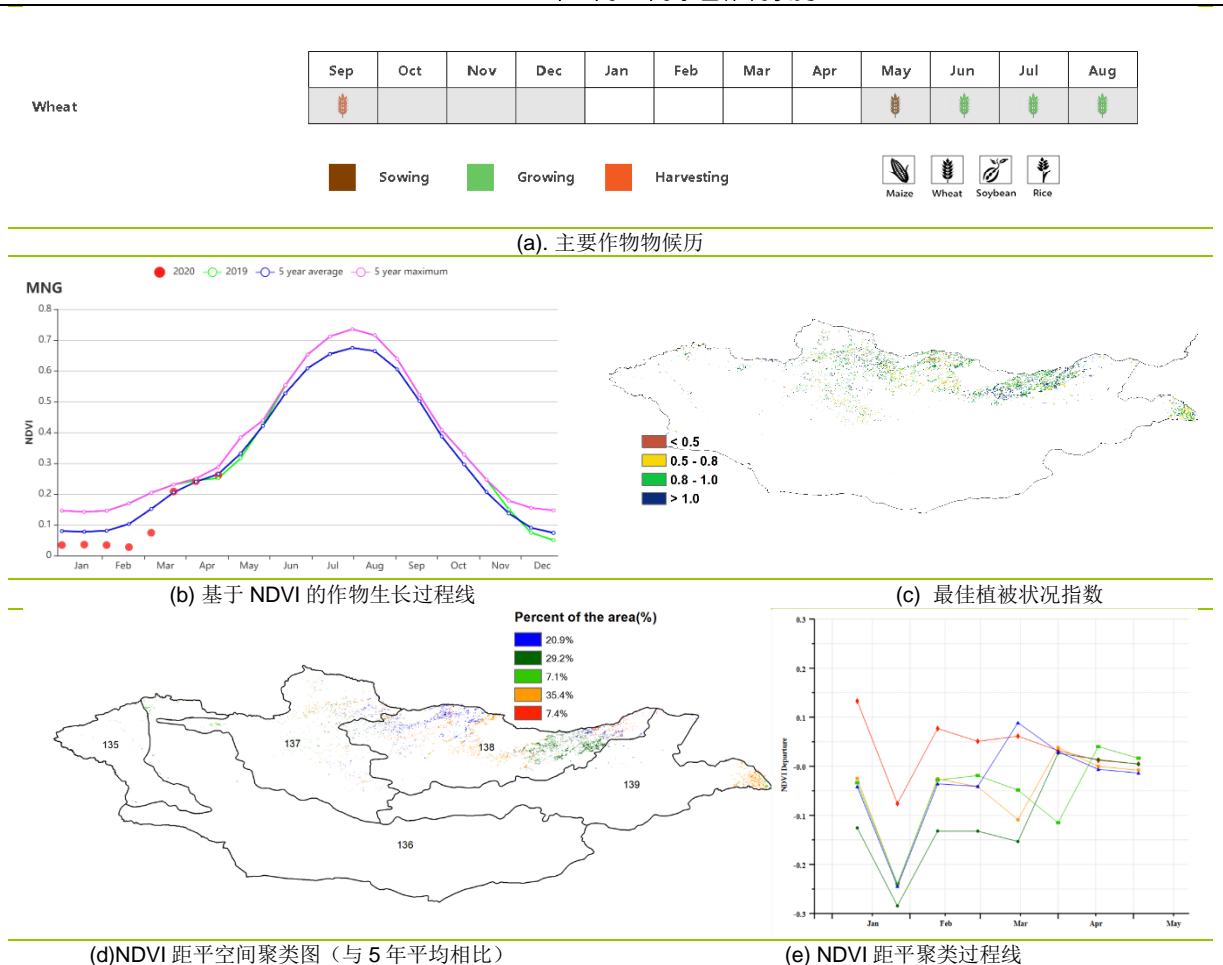 Sep Oct Nov Dec Jan Feb Mar Apr May Jun Jul Aug
Wheat
Sowing Growing Harvesting
Maize Wheat Soybean Rice
(a). 主要作物物候历
2020 2019 5 year average 5 year maximum
MNG
0.8
0.7
0.6
0.5
0.4
0.3
0.2
0.1
0
NDVI
Jan Feb Mar Apr May Jun Jul Aug Sep Oct Nov Dec
< 0.5
0.5 - 0.8
0.8 - 1.0
> 1.0
(b) 基于 NDVI 的作物生长过程线
(c) 最佳植被状况指数
Percent of the area(%)
20.9%
29.2%
7.1%
35.4%
7.4%
135
137
138
139
136
0.3
0.2
0.1
-0.0
-0.1
-0.2
-0.3
NDVI Departure
Jan Feb Mar Apr May
(d)NDVI 距平空间聚类图（与 5 年平均相比）
(e) NDVI 距平聚类过程线